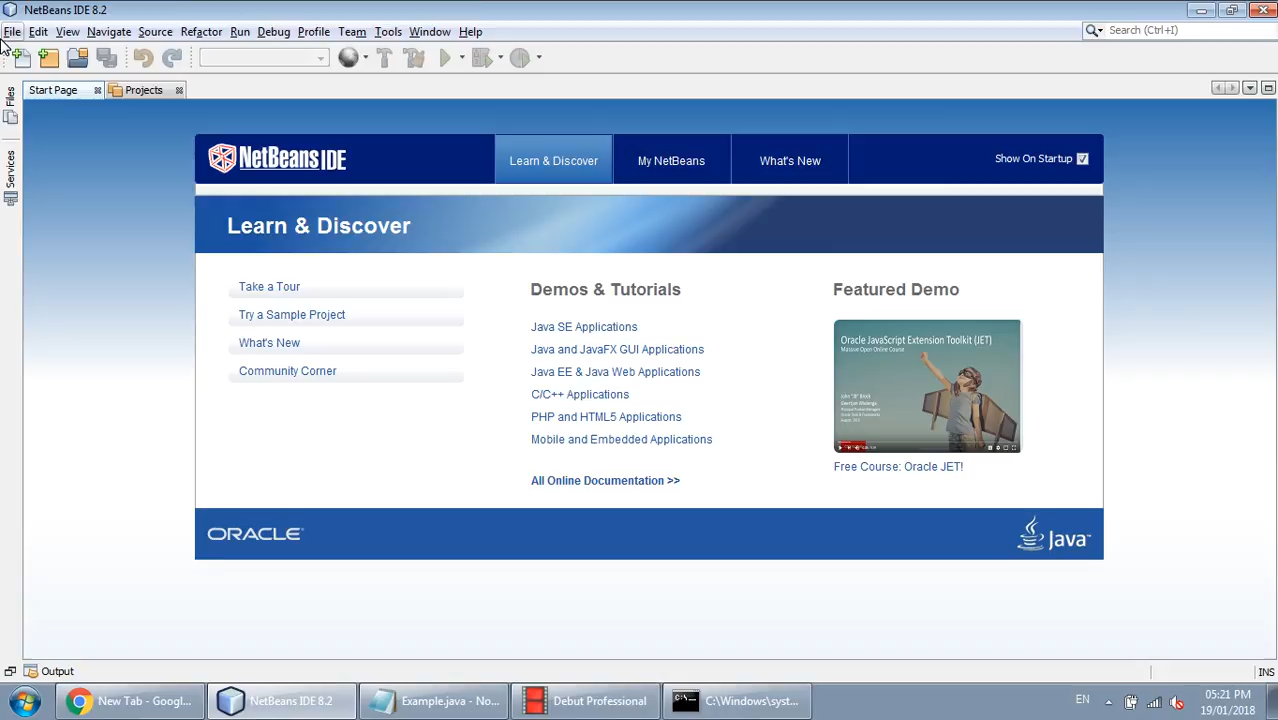 NetBeans IDE 8.2
File Edit View Navigate Source Refactor Run Debug Profile Team Tools Window Help
Search (Ctrl+I)
Start Page Projects
Files
Services
NetBeans IDE
Learn & Discover
My NetBeans
What's New
Show On Startup
Learn & Discover
Take a Tour
Try a Sample Project
What's New
Community Corner
Demos & Tutorials
Java SE Applications
Java and JavaFX GUI Applications
Java EE & Java Web Applications
C/C++ Applications
PHP and HTML5 Applications
Mobile and Embedded Applications
All Online Documentation >>
Featured Demo
Oracle JavaScript Extension Toolkit (JET)
Massive Open Online Course
Free Course: Oracle JET!
ORACLE
Java
Output
INS
New Tab - Googl...
NetBeans IDE 8.2
Example.java - No...
Debut Professional
C:\Windows\syst...
EN
05:21 PM
19/01/2018